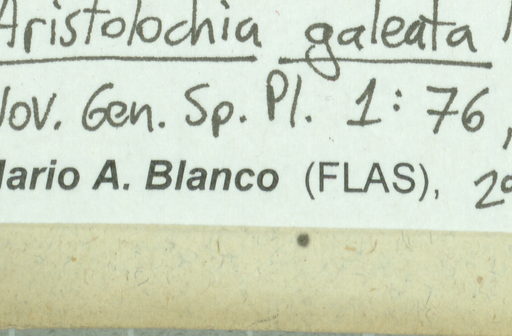 Aristolochia galeata
Nov. Gen. Sp. Pl. 1: 76,
Mario A. Blanco (FLAS),